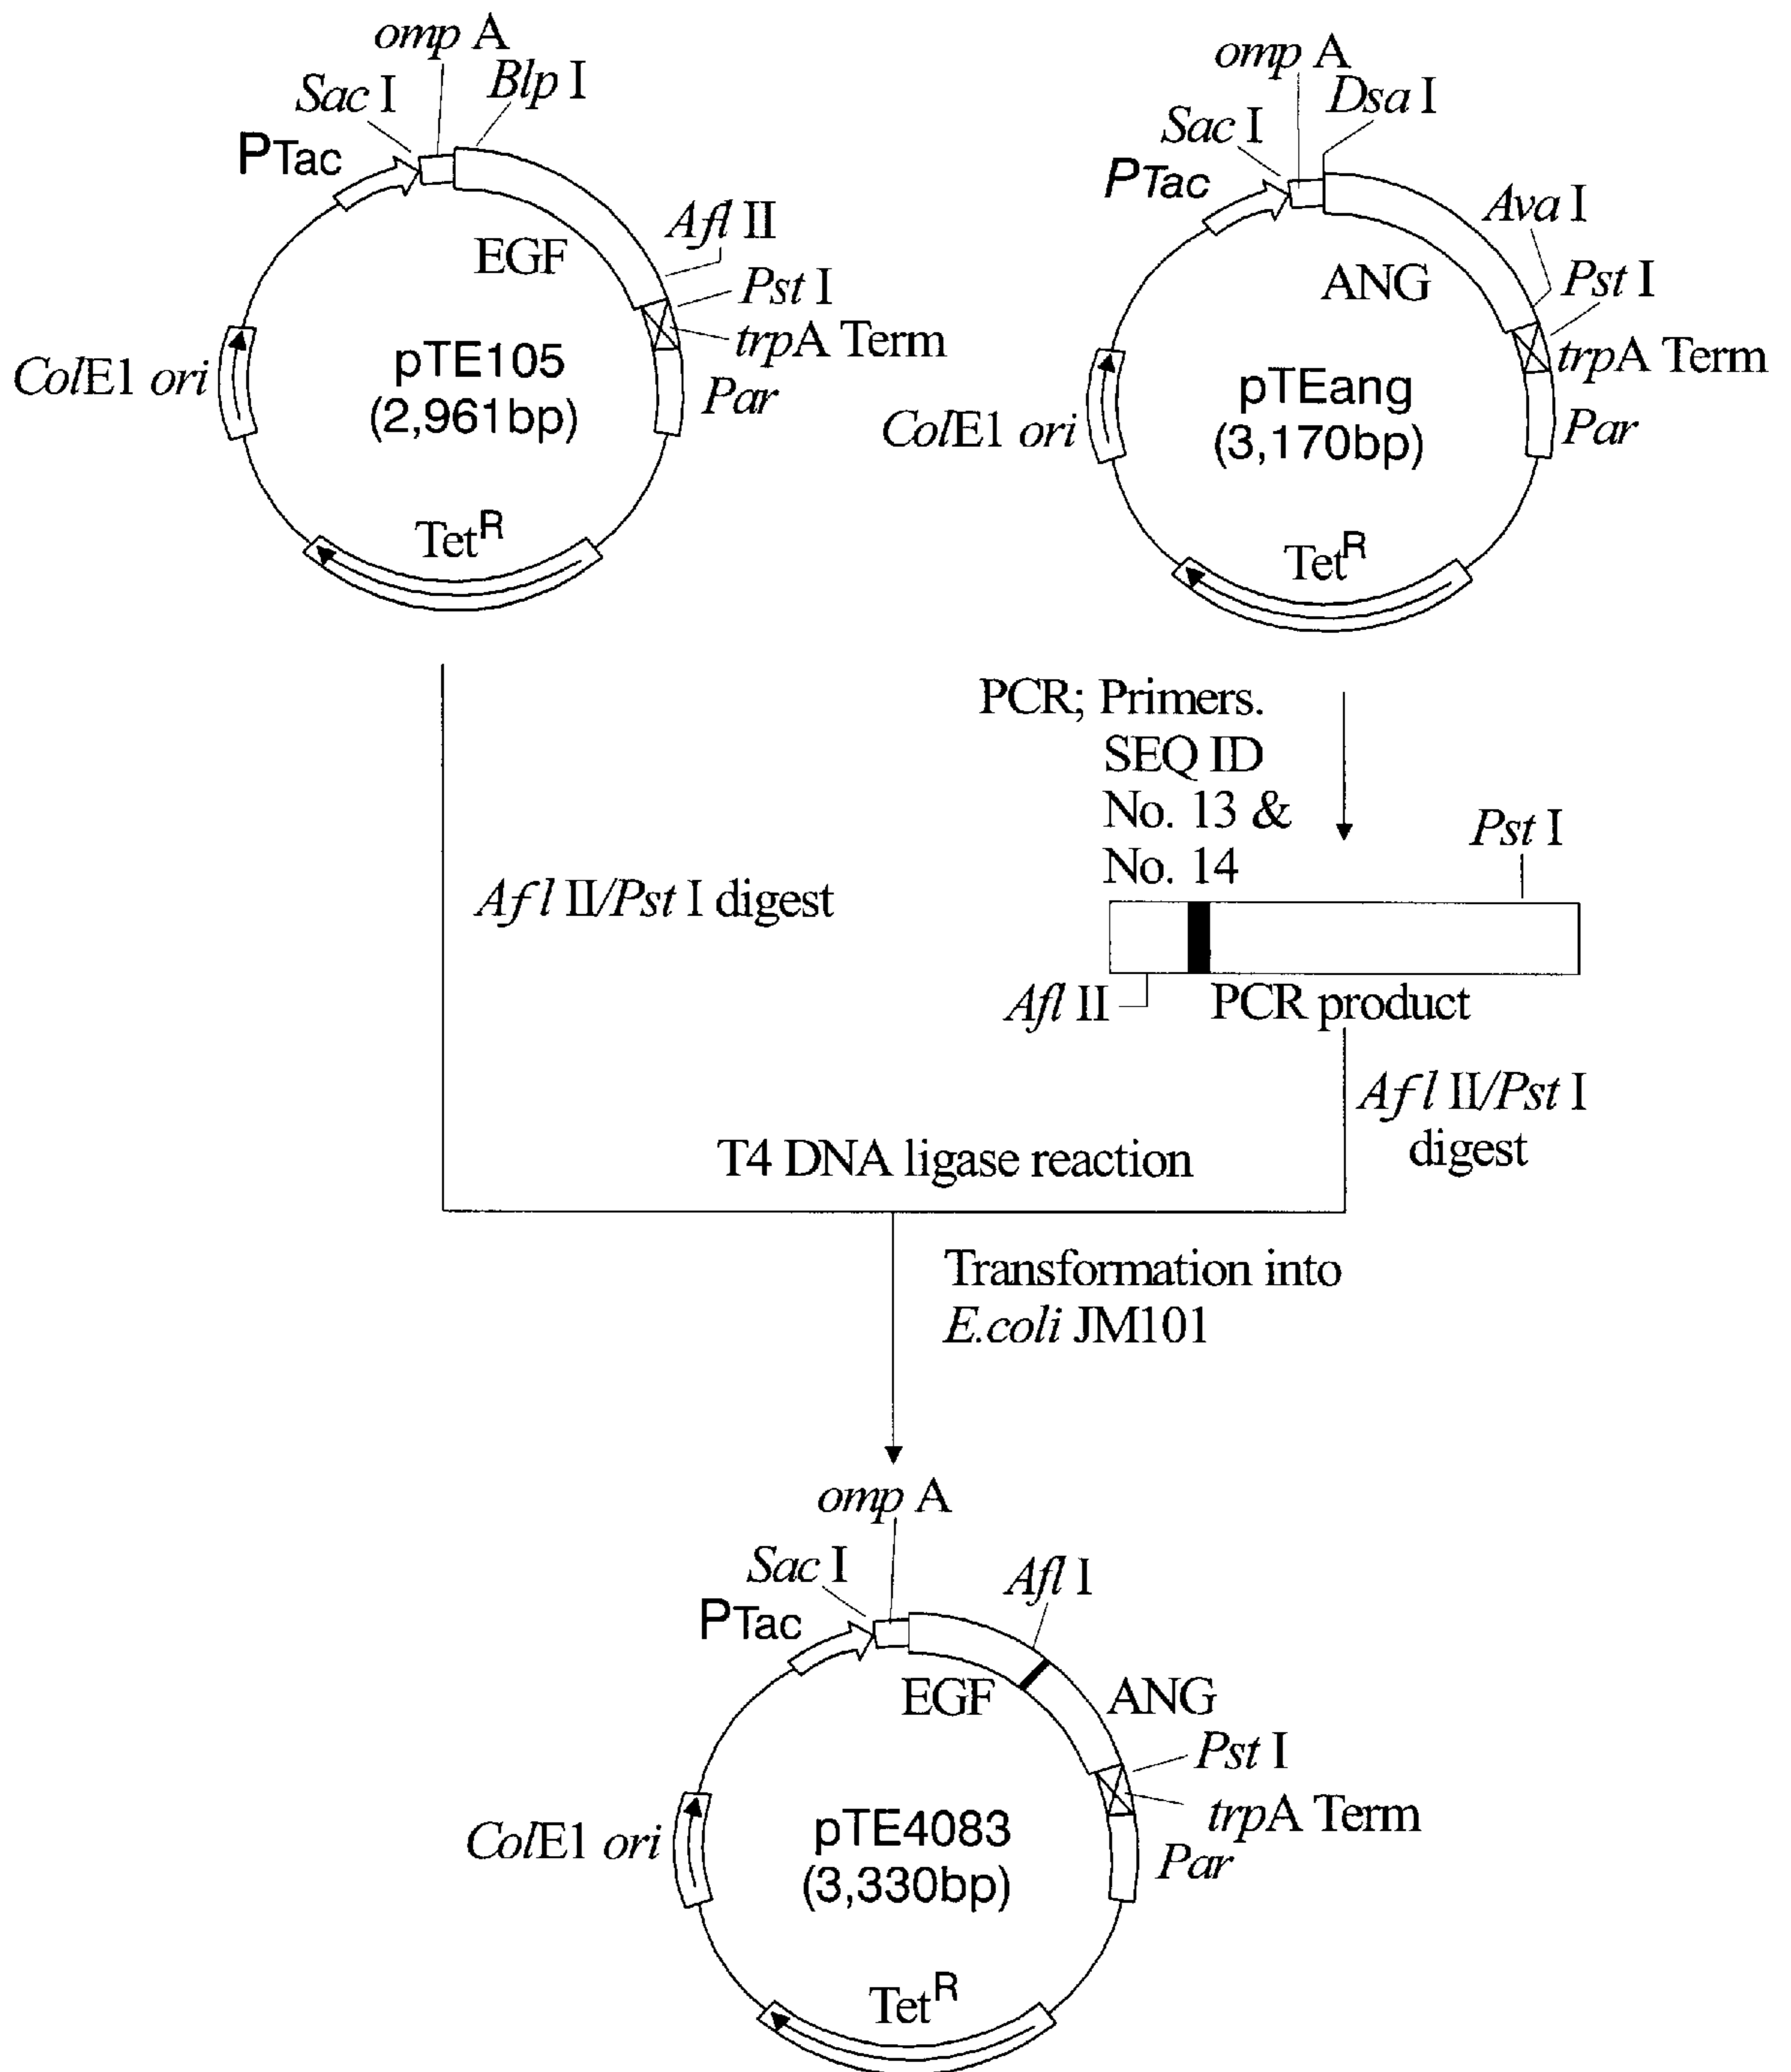 omp A
Sac I
Blp I
PTac
Afl II
EGF
Pst I
trpA Term
ColE1 ori
pTE105
(2,961bp)
Par
Tet^R
omp A
Dsa I
Sac I
PTac
Ava I
ANG
Pst I
trpA Term
ColE1 ori
pTEang
(3,170bp)
Par
Tet^R
PCR; Primers.
SEQ ID
No. 13 &
No. 14
Pst I
Afl II/Pst I digest
Afl II
PCR product
Afl II/Pst I
digest
T4 DNA ligase reaction
Transformation into
E.coli JM101
omp A
Sac I
Afl I
PTac
EGF
ANG
Pst I
trpA Term
ColE1 ori
pTE4083
(3,330bp)
Par
Tet^R